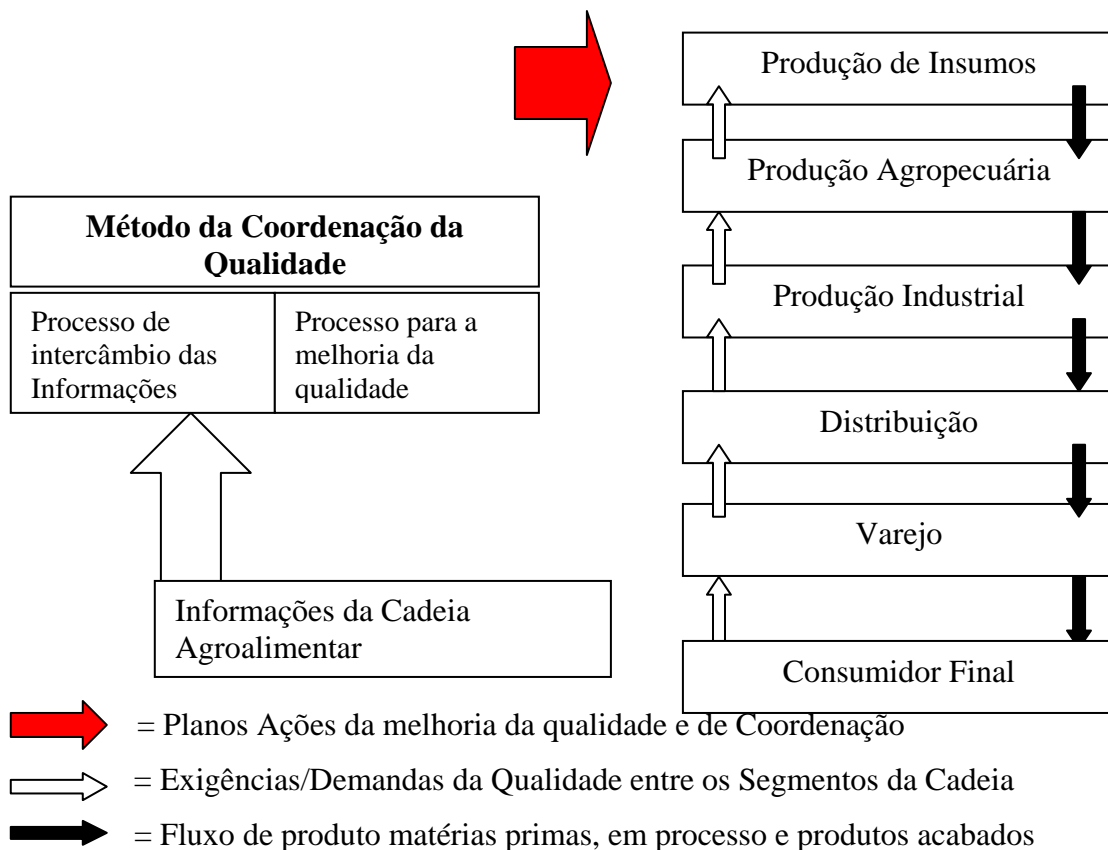 Produção de Insumos
Produção Agropecuária
Método da Coordenação da
Qualidade
Produção Industrial
Processo de
intercâmbio das
Informações
Processo para a
melhoria da
qualidade
Distribuição
Varejo
Informações da Cadeia
Agroalimentar
Consumidor Final
= Planos Ações da melhoria da qualidade e de Coordenação
= Exigências/Demandas da Qualidade entre os Segmentos da Cadeia
= Fluxo de produto matérias primas, em processo e produtos acabados